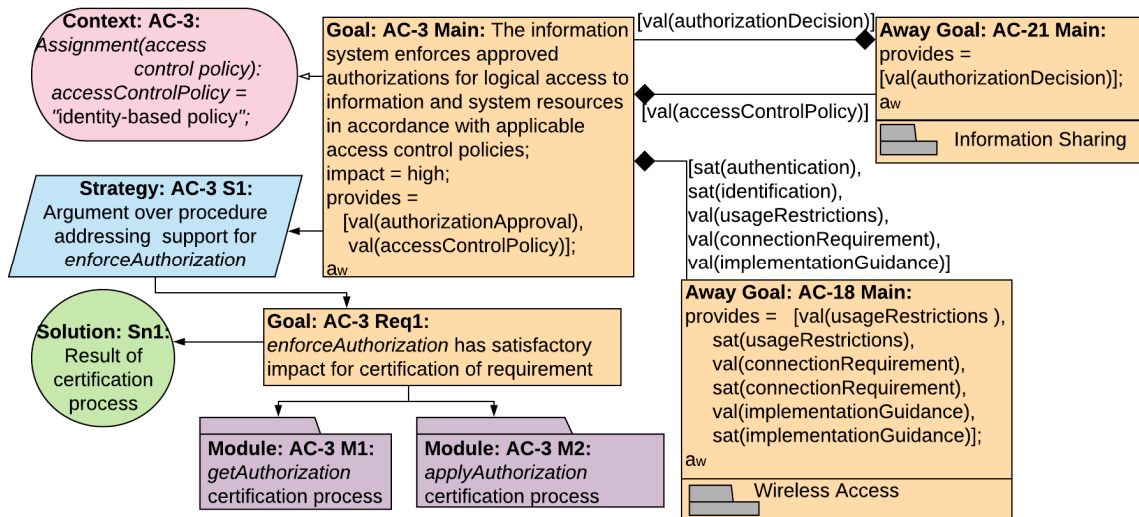 Context: AC-3:
Assignment(access
control policy):
accessControlPolicy =
"identity-based policy";
Goal: AC-3 Main: The information
system enforces approved
authorizations for logical access to
information and system resources
in accordance with applicable
access control policies;
impact = high;
provides =
[val(authorizationApproval),
val(accessControlPolicy)];
aw
[val(authorizationDecision)]
[val(accessControlPolicy)]
Away Goal: AC-21 Main:
provides =
[val(authorizationDecision)];
aw
Information Sharing
[sat(authentication),
sat(identification),
val(usageRestrictions),
val(connectionRequirement),
val(implementationGuidance)]
Strategy: AC-3 S1:
Argument over procedure
addressing support for
enforceAuthorization
Away Goal: AC-18 Main:
provides = [val(usageRestrictions ),
sat(usageRestrictions),
val(connectionRequirement),
sat(connectionRequirement),
val(implementationGuidance),
sat(implementationGuidance)];
aw
Wireless Access
Solution: Sn1:
Result of
certification
process
Goal: AC-3 Req1:
enforceAuthorization has satisfactory
impact for certification of requirement
Module: AC-3 M1:
getAuthorization
certification process
Module: AC-3 M2:
applyAuthorization
certification process